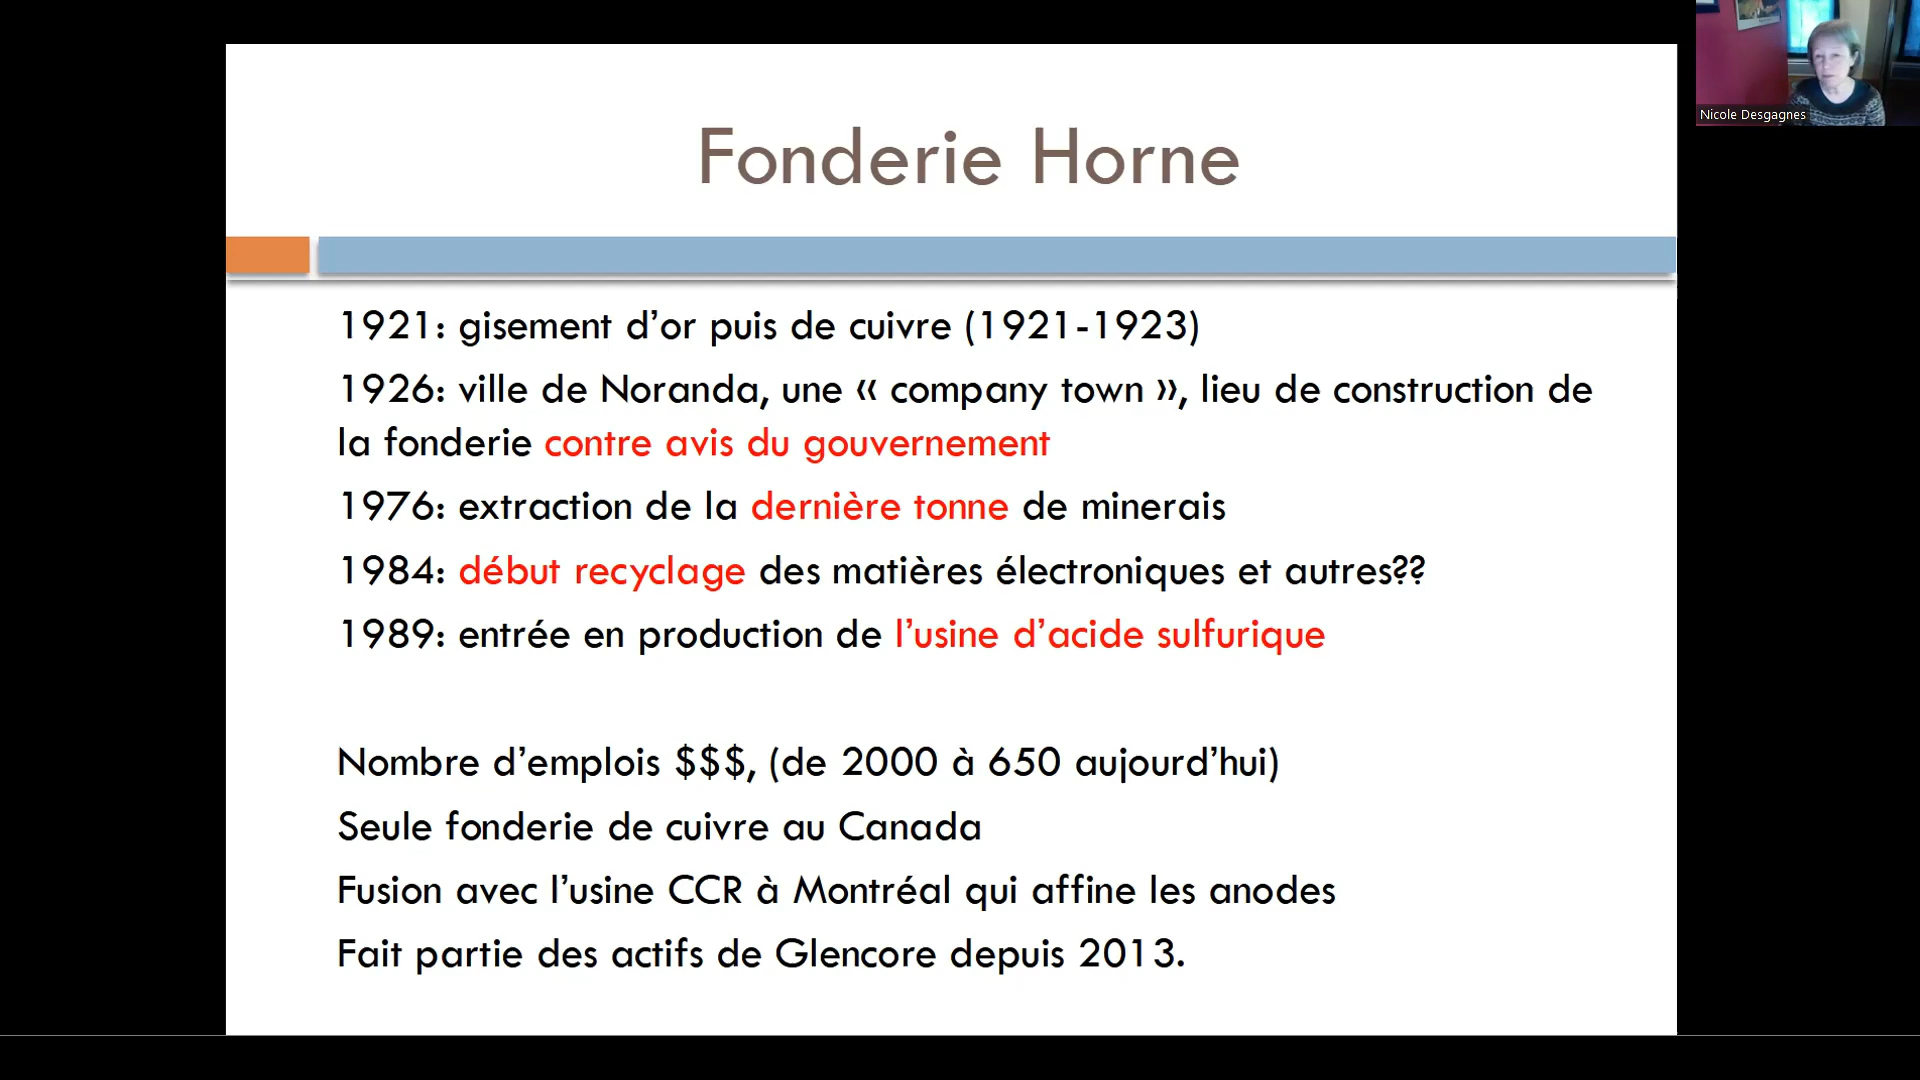 Fonderie Horne
Nicole Desgagnes
1921: gisement d’or puis de cuivre (1921-1923)
1926: ville de Noranda, une « company town », lieu de construction de
la fonderie contre avis du gouvernement
1976: extraction de la dernière tonne de minerais
1984: début recyclage des matières électroniques et autres??
1989: entrée en production de l’usine d’acide sulfurique
Nombre d’emplois $$$, (de 2000 à 650 aujourd’hui)
Seule fonderie de cuivre au Canada
Fusion avec l’usine CCR à Montréal qui affine les anodes
Fait partie des actifs de Glencore depuis 2013.